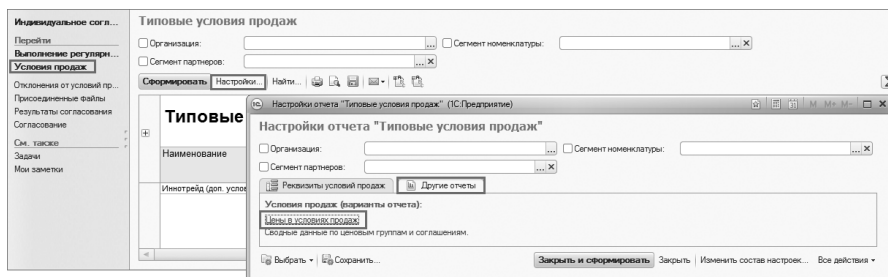 Индивидуальное согл...
Перейти
Выполнение регулярн...
Условия продаж
Отклонения от условий пр...
Присоединенные файлы
Результаты согласования
Согласование
См. также
Задачи
Мои заметки
Типовые условия продаж
Организация: ... Сегмент номенклатуры: ... ×
Сегмент партнеров: ... ×
Сформировать Настройки... Найти...
Типовые
Наименование
Иннотрейд (доп. усло
Настройки отчета "Типовые условия продаж" (1С:Предприятие) M M+ M-
Настройки отчета "Типовые условия продаж"
Организация: ... Сегмент номенклатуры: ... ×
Сегмент партнеров: ... ×
Реквизиты условий продаж Другие отчеты
Условия продаж (варианты отчета):
Цены в условиях продаж
Сводные данные по ценовым группам и соглашениям.
Выбрать Сохранить... Закрыть и сформировать Закрыть Изменить состав настроек... Все действия